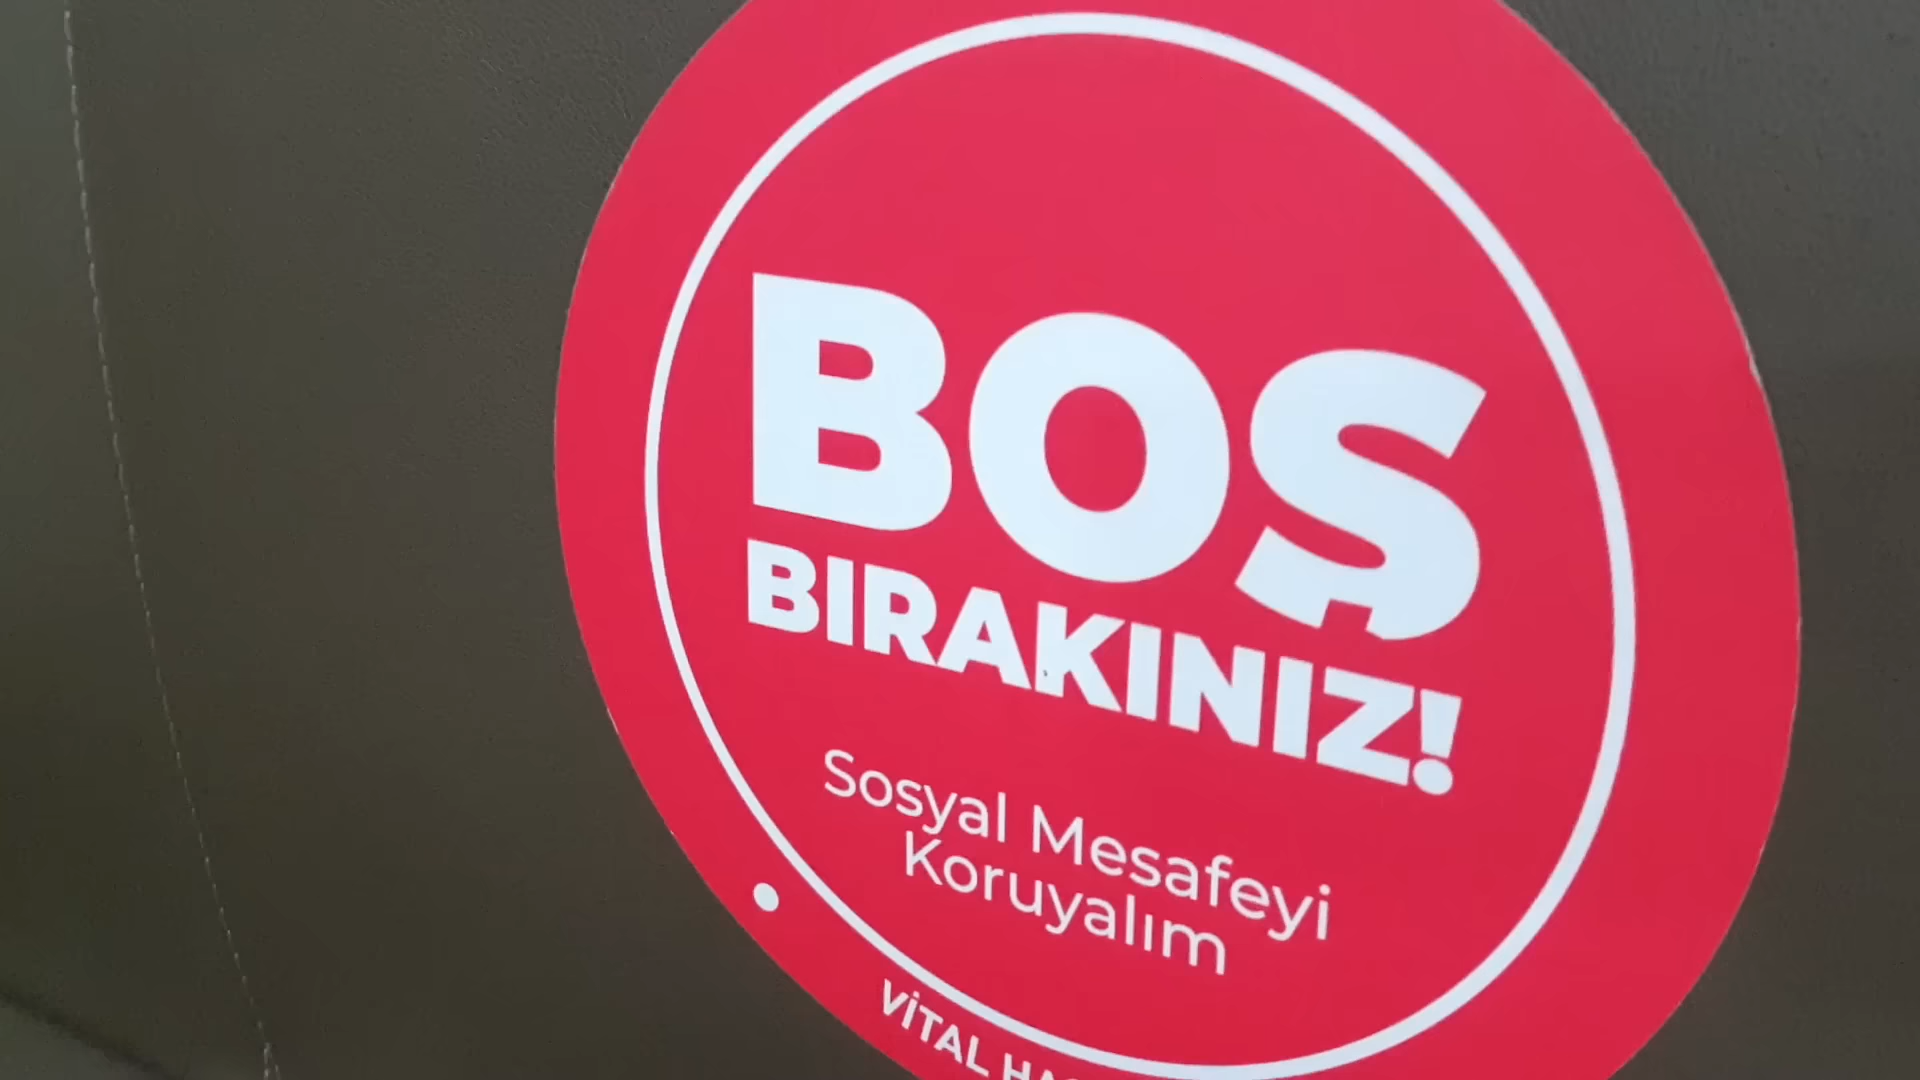 BOŞ
BIRAKINIZ!
Sosyal Mesafeyi
Koruyalım
VİTAL